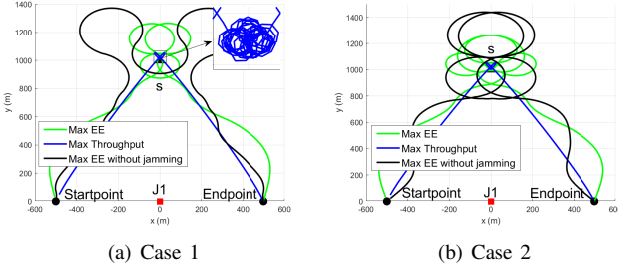 1400
1200
1000
800
600
400
200
0
y (m)
S
Max EE
Max Throughput
Max EE without jamming
Startpoint
J1
Endpoint
-600
-400
-200
0
200
400
600
x (m)
(a) Case 1
1400
1200
1000
800
600
400
200
0
y (m)
S
Max EE
Max Throughput
Max EE without jamming
Startpoint
J1
Endpoint
-600
-400
-200
0
200
400
600
x (m)
(b) Case 2